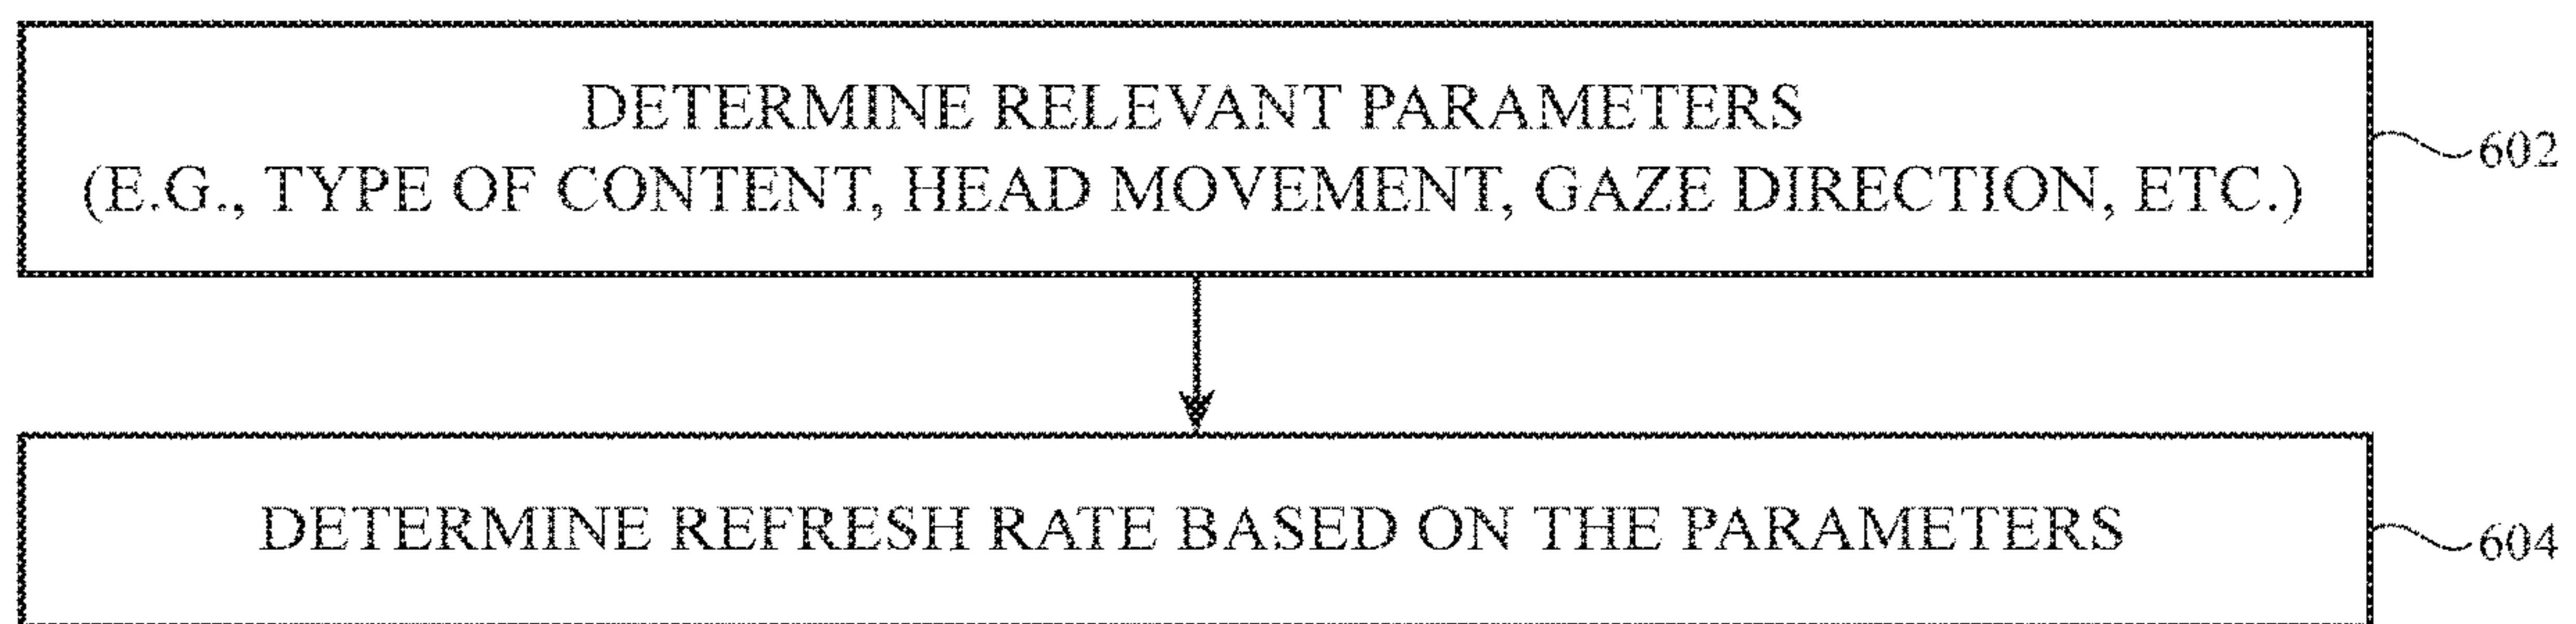 DETERMINE RELEVANT PARAMETERS
(E.G., TYPE OF CONTENT, HEAD MOVEMENT, GAZE DIRECTION, ETC.)
602
DETERMINE REFRESH RATE BASED ON THE PARAMETERS
604